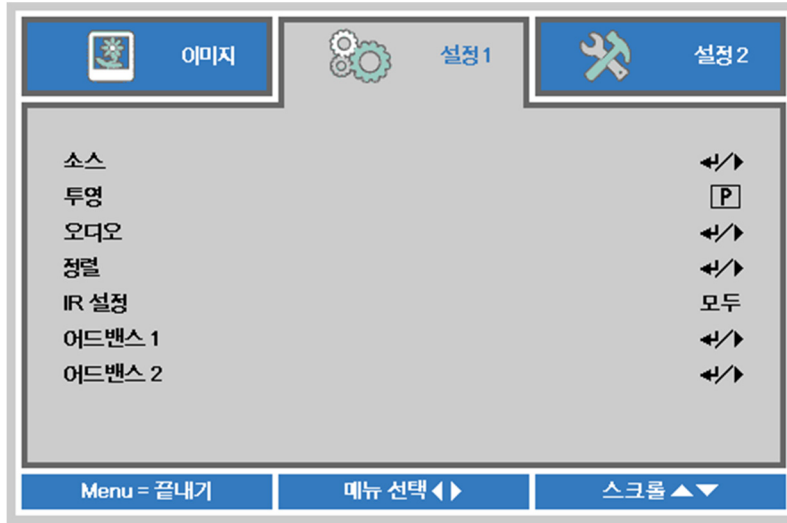 이미지 설정 1 설정 2
소스
투영 P
오디오
정렬
IR 설정 모두
어드밴스 1
어드밴스 2
Menu = 끝내기 메뉴 선택 ◀▶ 스크롤 ▲▼